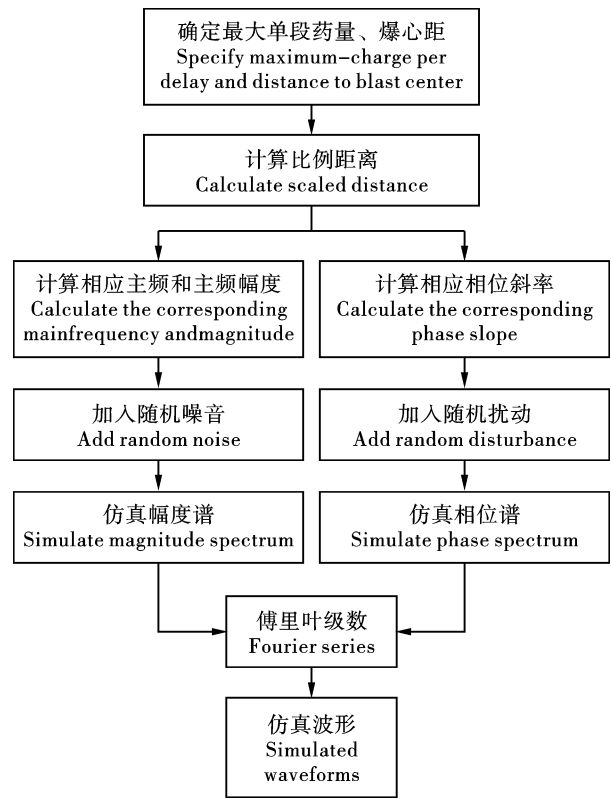 确定最大单段药量、爆心距
Specify maximum-charge per
delay and distance to blast center
计算比例距离
Calculate scaled distance
计算相应主频和主频幅度
Calculate the corresponding
mainfrequency andmagnitude
计算相应相位斜率
Calculate the corresponding
phase slope
加入随机噪音
Add random noise
加入随机扰动
Add random disturbance
仿真幅度谱
Simulate magnitude spectrum
仿真相位谱
Simulate phase spectrum
傅里叶级数
Fourier series
仿真波形
Simulated
waveforms